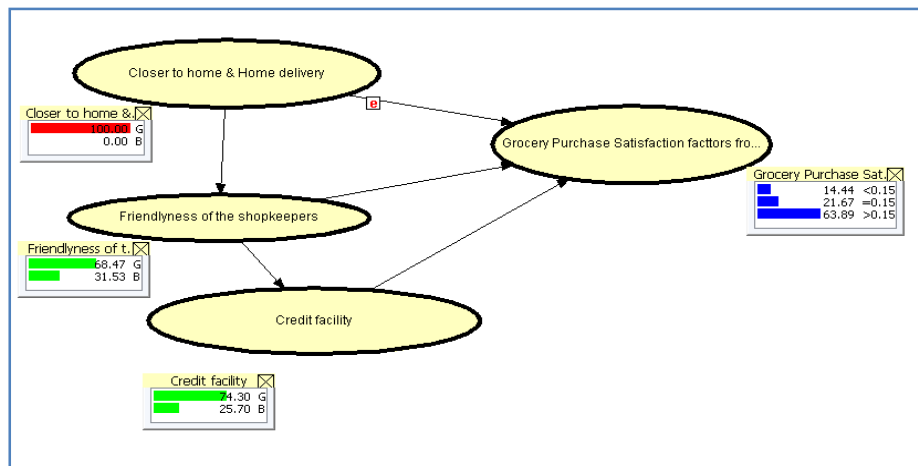 Closer to home & Home delivery
e
Closer to home &.
100.00 G
0.00 B
Grocery Purchase Satisfaction facttors fro...
Grocery Purchase Sat.
14.44 <0.15
21.67 =0.15
63.89 >0.15
Friendlyness of the shopkeepers
Friendlyness of t.
68.47 G
31.53 B
Credit facility
Credit facility
74.30 G
25.70 B